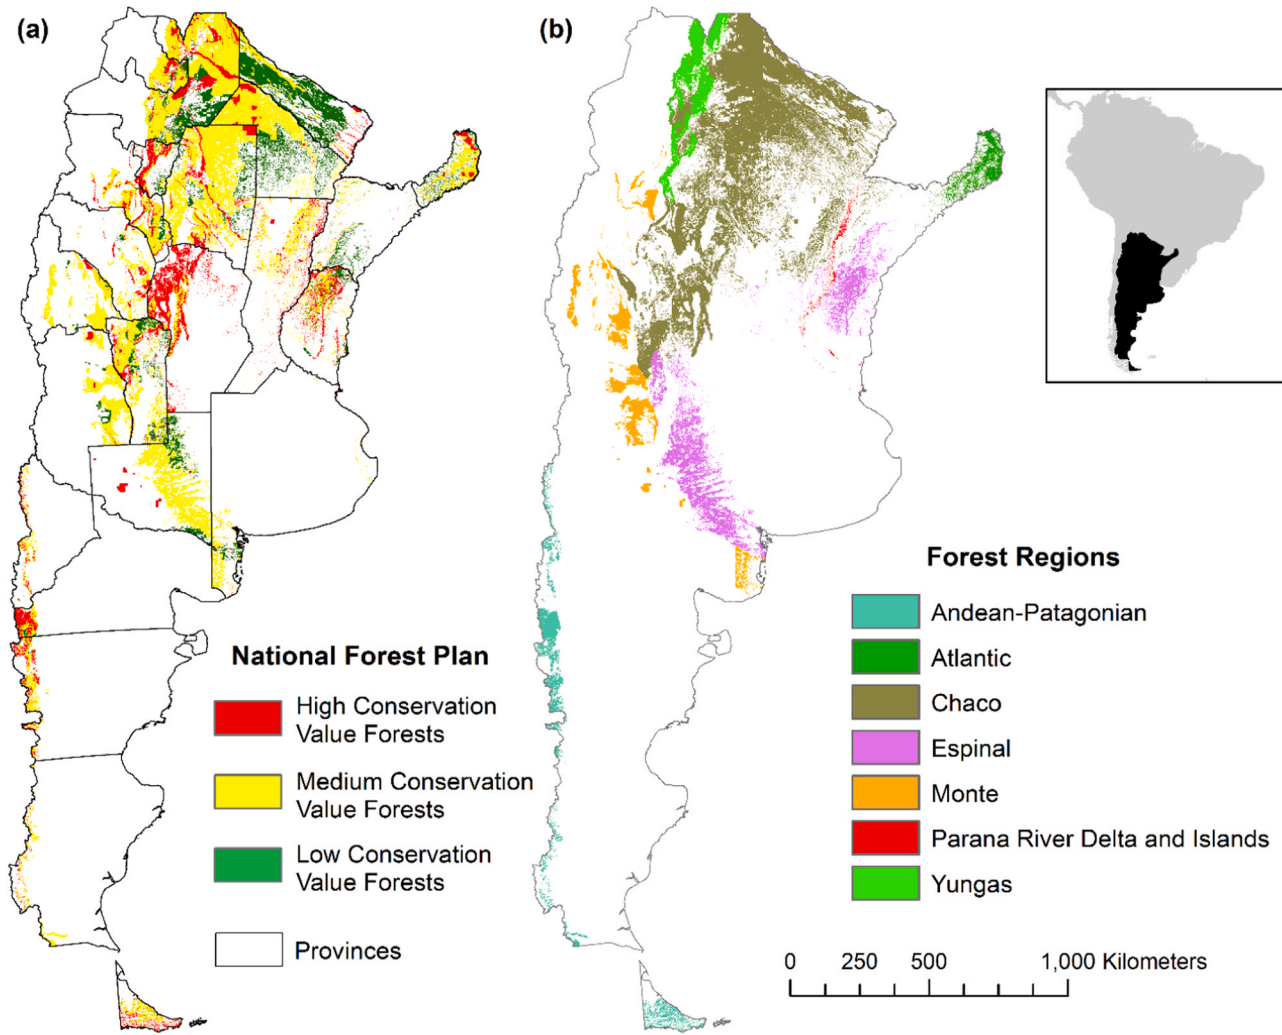 (a)
(b)
National Forest Plan
High Conservation
Value Forests
Medium Conservation
Value Forests
Low Conservation
Value Forests
Provinces
Forest Regions
Andean-Patagonian
Atlantic
Chaco
Espinal
Monte
Parana River Delta and Islands
Yungas
0 250 500 1,000 Kilometers